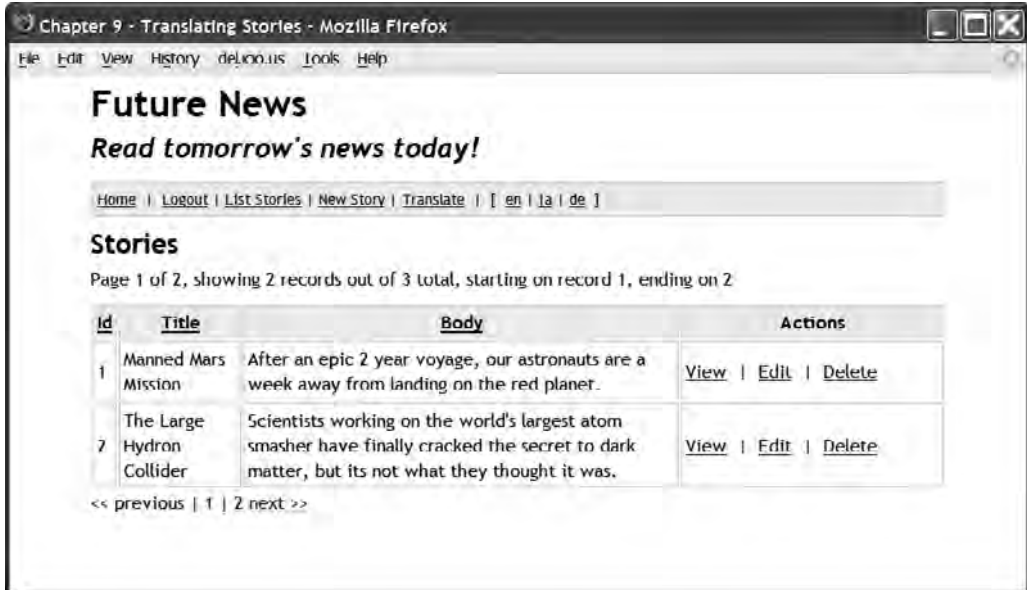 Chapter 9 - Translating Stories - Mozilla Firefox
File Edit View History del.icio.us Tools Help
Future News
Read tomorrow's news today!
Home | Logout | List Stories | New Story | Translate | [ en | la | de ]
Stories
Page 1 of 2, showing 2 records out of 3 total, starting on record 1, ending on 2
Id Title Body Actions
1 Manned Mars Mission After an epic 2 year voyage, our astronauts are a
week away from landing on the red planet. View | Edit | Delete
2 The Large Hydron Collider Scientists working on the world's largest atom
smasher have finally cracked the secret to dark
matter, but its not what they thought it was. View | Edit | Delete
<< previous | 1 | 2 next >>